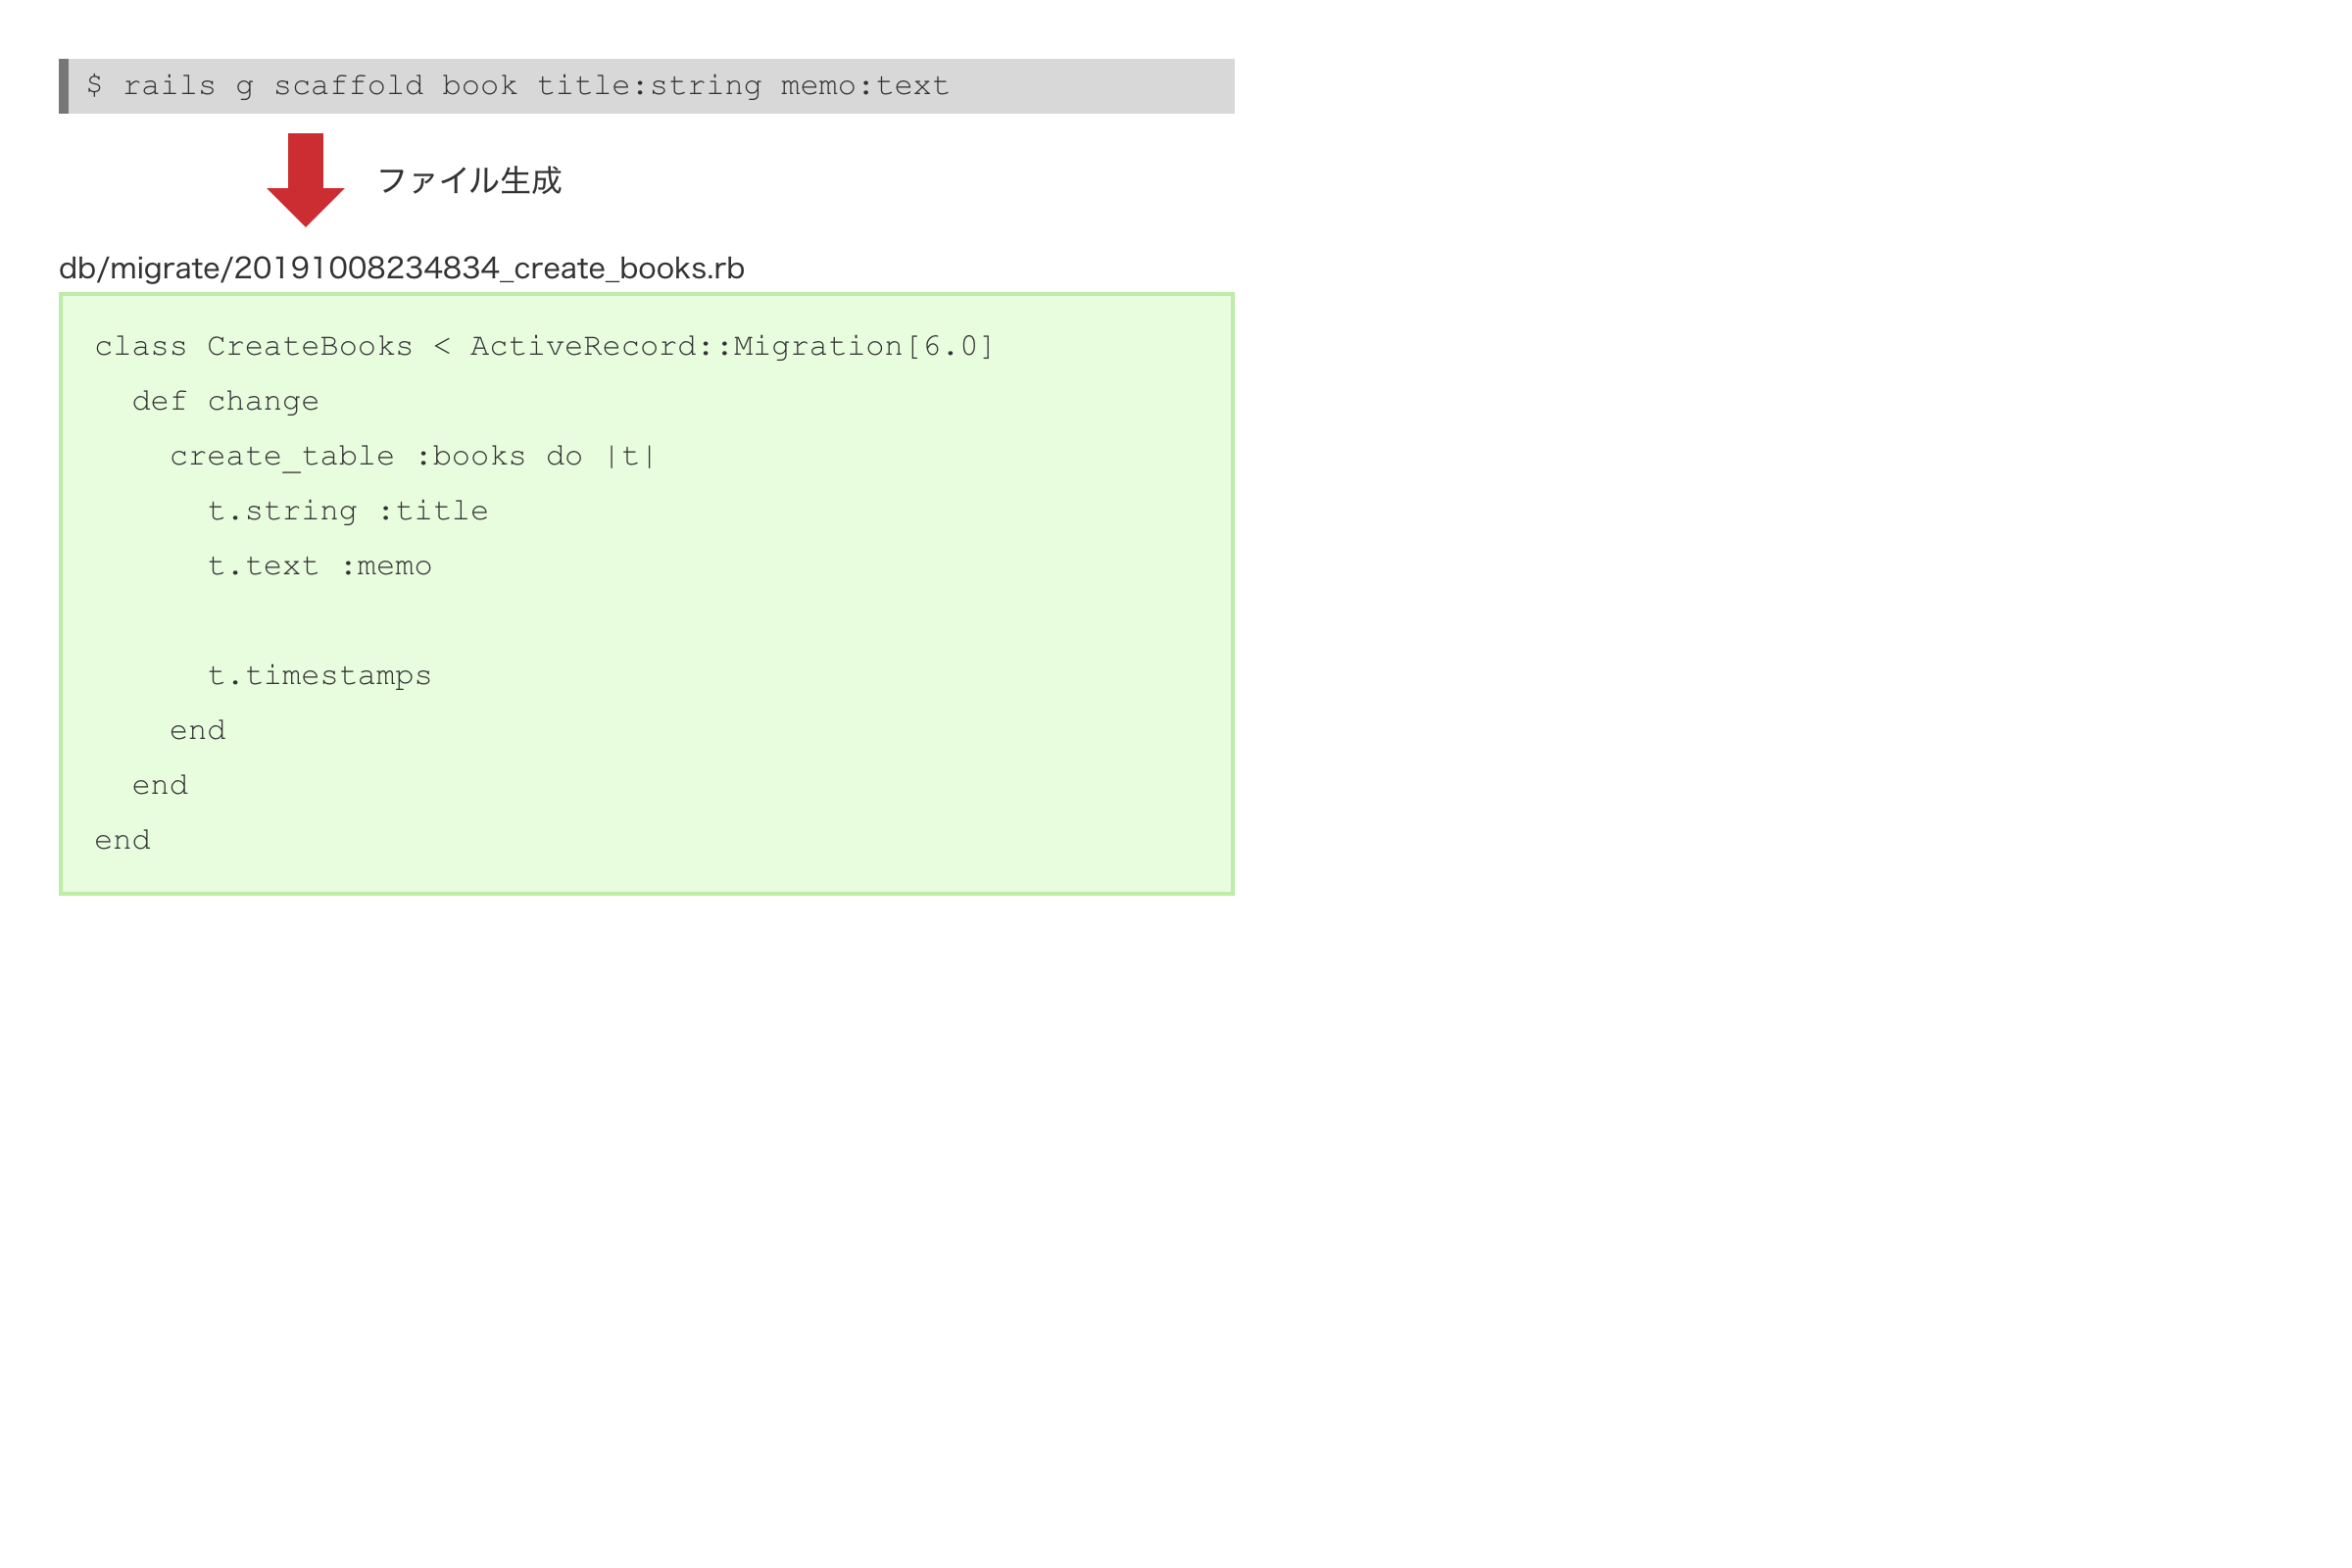 $ rails g scaffold book title:string memo:text
ファイル生成
db/migrate/20191008234834_create_books.rb
class CreateBooks < ActiveRecord::Migration[6.0]
  def change
    create_table :books do |t|
      t.string :title
      t.text :memo
      t.timestamps
    end
  end
end